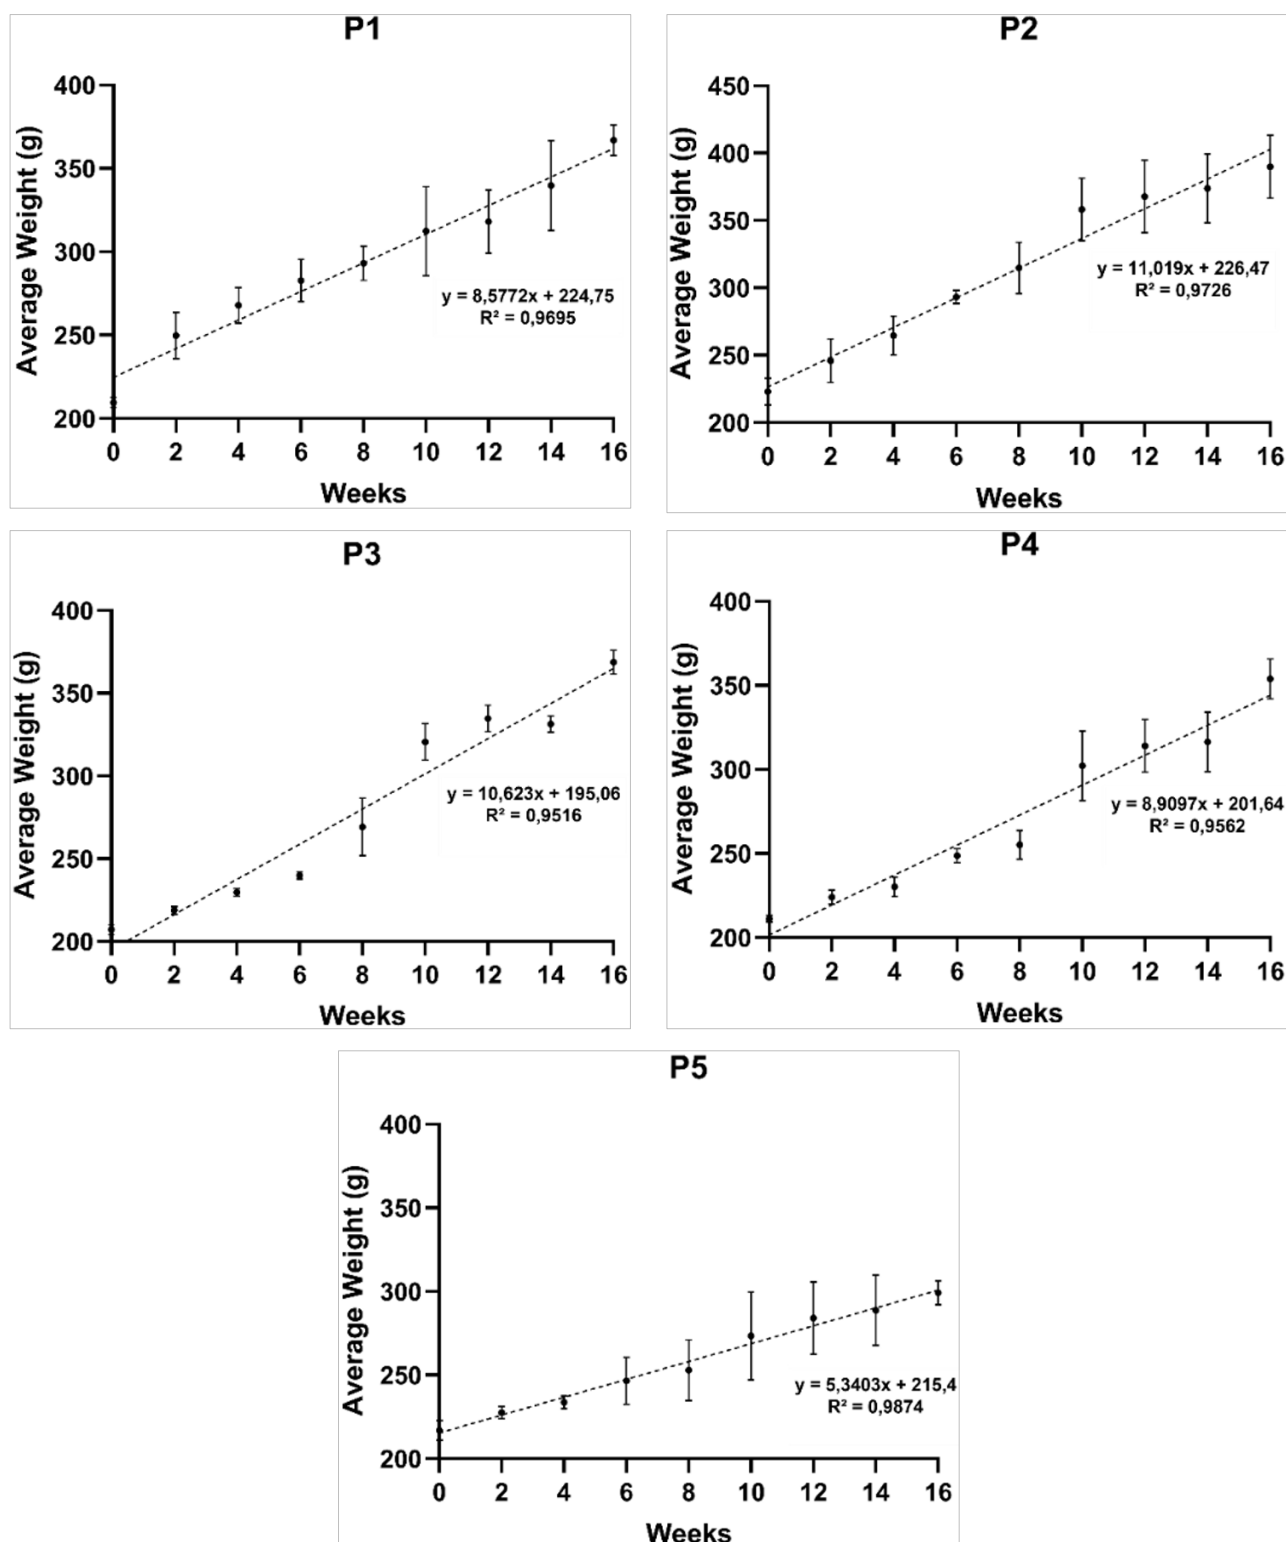 P1
Average Weight (g)
400
350
300
250
200
y = 8,5772x + 224,75
R² = 0,9695
0 2 4 6 8 10 12 14 16
Weeks
P2
Average Weight (g)
450
400
350
300
250
200
y = 11,019x + 226,47
R² = 0,9726
0 2 4 6 8 10 12 14 16
Weeks
P3
Average Weight (g)
400
350
300
250
200
y = 10,623x + 195,06
R² = 0,9516
0 2 4 6 8 10 12 14 16
Weeks
P4
Average Weight (g)
400
350
300
250
200
y = 8,9097x + 201,64
R² = 0,9562
0 2 4 6 8 10 12 14 16
Weeks
P5
Average Weight (g)
400
350
300
250
200
y = 5,3403x + 215,4
R² = 0,9874
0 2 4 6 8 10 12 14 16
Weeks